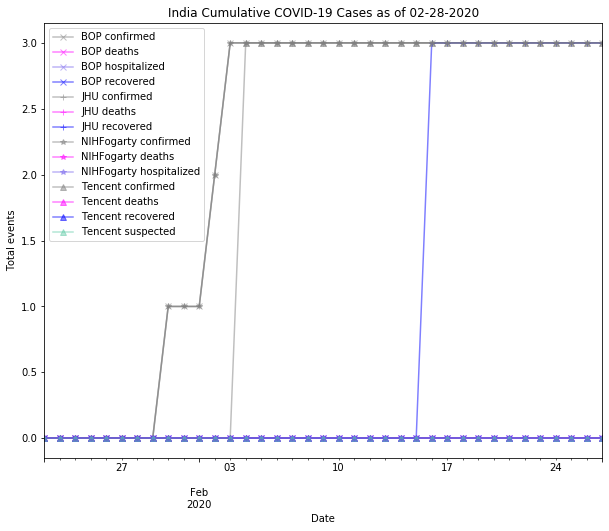 India Cumulative COVID-19 Cases as of 02-28-2020
BOP confirmed
BOP deaths
BOP hospitalized
BOP recovered
JHU confirmed
JHU deaths
JHU recovered
NIHFogarty confirmed
NIHFogarty deaths
NIHFogarty hospitalized
Tencent confirmed
Tencent deaths
Tencent recovered
Tencent suspected
Total events
3.0
2.5
2.0
1.5
1.0
0.5
0.0
27
03
10
17
24
Feb
2020
Date